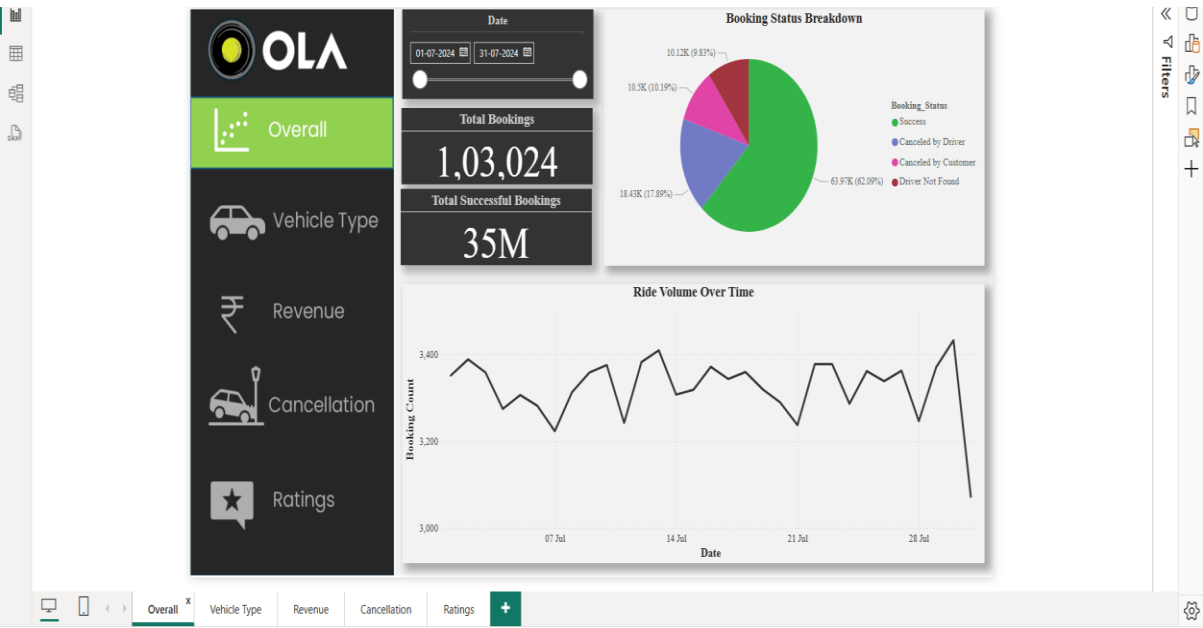 OLA
Overall
Vehicle Type
Revenue
Cancellation
Ratings
Date
01-07-2024
31-07-2024
Total Bookings
1,03,024
Total Successful Bookings
35M
Booking Status Breakdown
10.12K (9.83%)
10.5K (10.19%)
18.43K (17.89%)
63.97K (62.09%)
Booking_Status
Success
Canceled by Driver
Canceled by Customer
Driver Not Found
Ride Volume Over Time
Booking Count
3,400
3,200
3,000
07 Jul
14 Jul
21 Jul
28 Jul
Date
Filters
Overall x
Vehicle Type
Revenue
Cancellation
Ratings
+